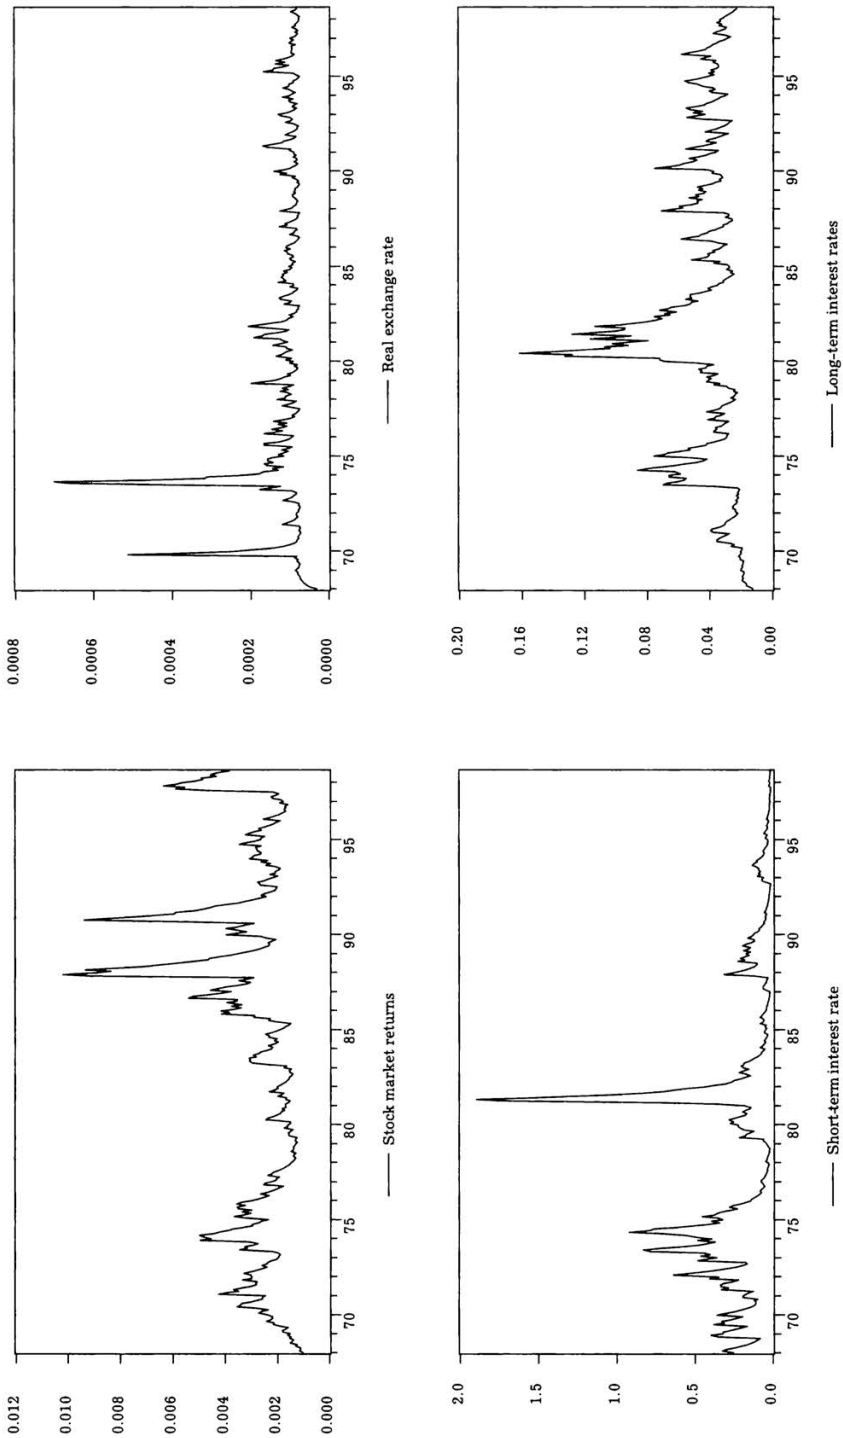 0.012
0.010
0.008
0.006
0.004
0.002
0.000
70 75 80 85 90 95
Stock market returns
0.0008
0.0006
0.0004
0.0002
0.0000
70 75 80 85 90 95
Real exchange rate
2.0
1.5
1.0
0.5
0.0
70 75 80 85 90 95
Short-term interest rate
0.20
0.16
0.12
0.08
0.04
0.00
70 75 80 85 90 95
Long-term interest rates